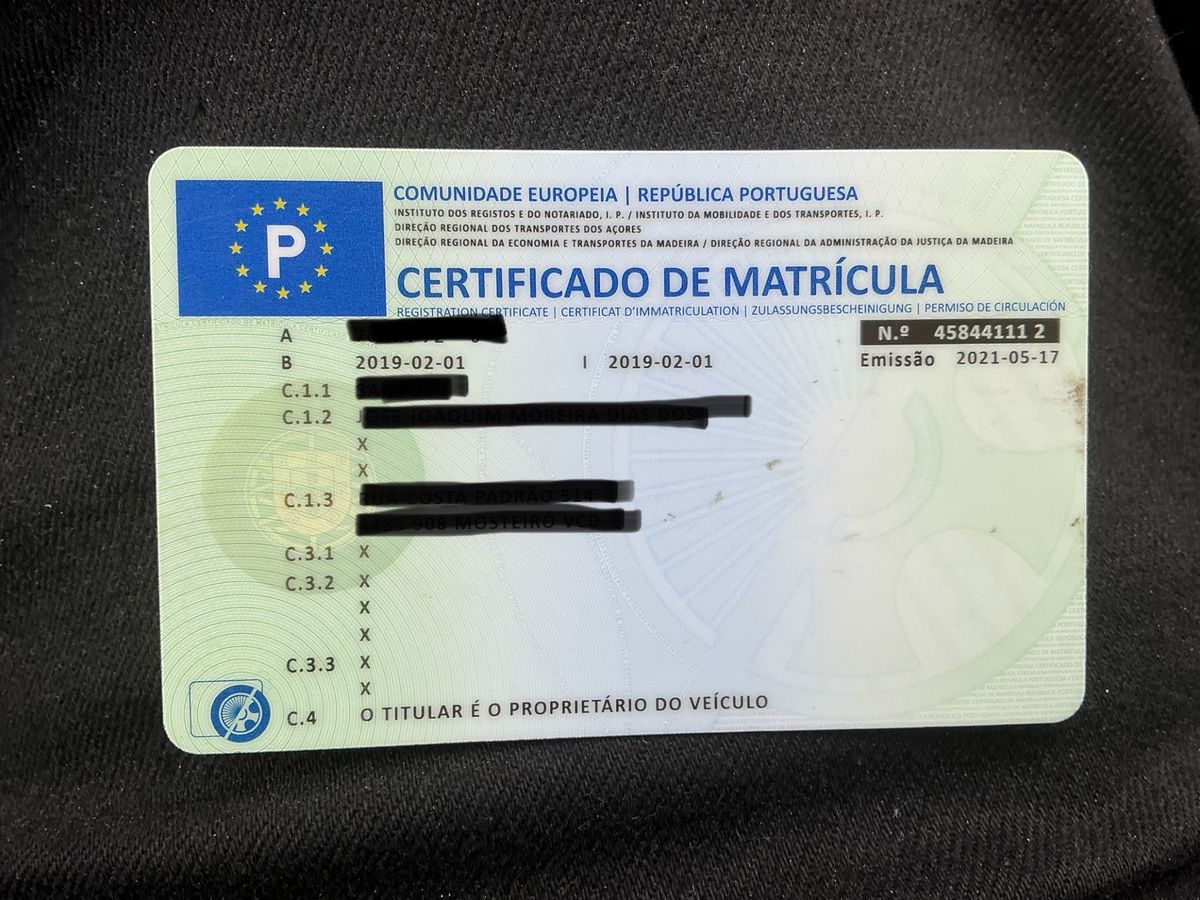 P
COMUNIDADE EUROPEIA | REPÚBLICA PORTUGUESA
INSTITUTO DOS REGISTOS E DO NOTARIADO, I. P. / INSTITUTO DA MOBILIDADE E DOS TRANSPORTES, I. P.
DIREÇÃO REGIONAL DOS TRANSPORTES DOS AÇORES
DIREÇÃO REGIONAL DA ECONOMIA E TRANSPORTES DA MADEIRA / DIREÇÃO REGIONAL DA ADMINISTRAÇÃO DA JUSTIÇA DA MADEIRA
CERTIFICADO DE MATRÍCULA
REGISTRATION CERTIFICATE | CERTIFICAT D'IMMATRICULATION | ZULASSUNGSBESCHEINIGUNG | PERMISO DE CIRCULACIÓN
A N.º 45844111 2
B 2019-02-01 I 2019-02-01 Emissão 2021-05-17
C.1.1
C.1.2
X
X
C.1.3
C.3.1 X
C.3.2 X
X
X
C.3.3 X
X
C.4 O TITULAR É O PROPRIETÁRIO DO VEÍCULO